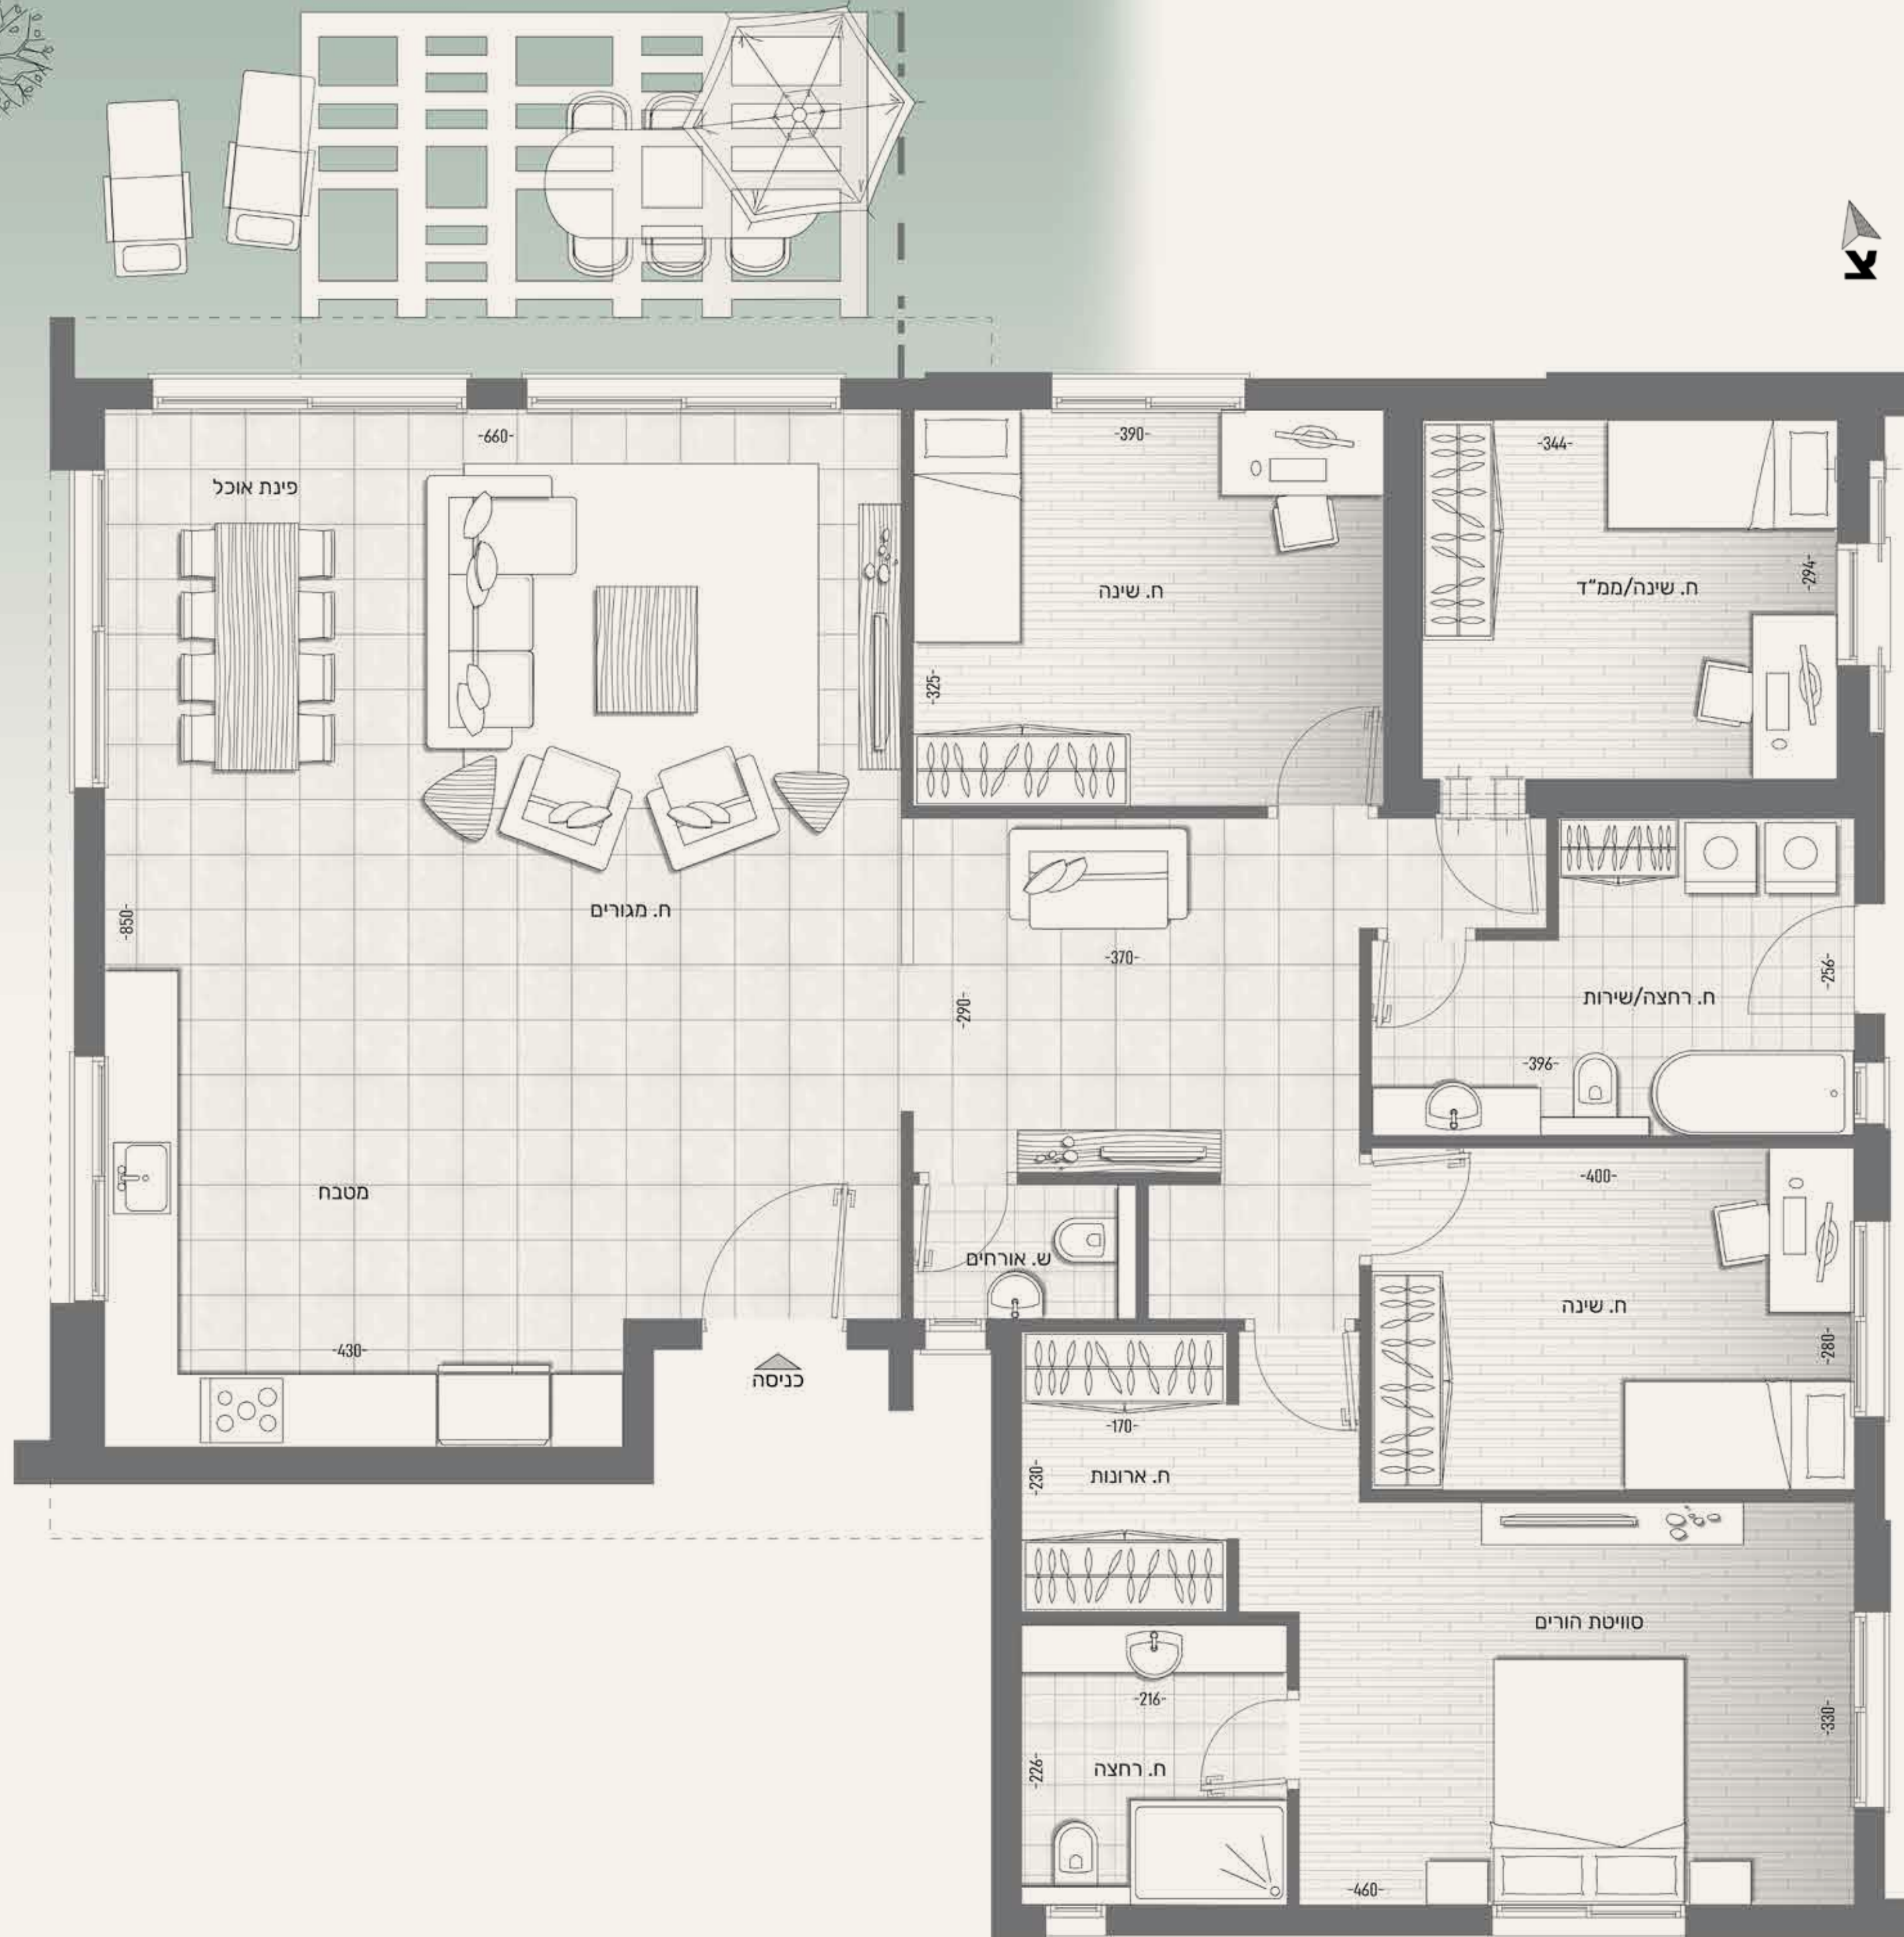 צ
-660-
פינת אוכל
-390-
-344-
ח. שינה
ח. שינה/ממ"ד
-294-
-325-
-850-
ח. מגורים
-370-
-290-
ח. רחצה/שירות
-256-
-396-
מטבח
-400-
ש. אורחים
ח. שינה
-280-
-430-
כניסה
-170-
-230-
ח. ארונות
סוויטת הורים
-216-
-330-
ח. רחצה
-226-
-460-